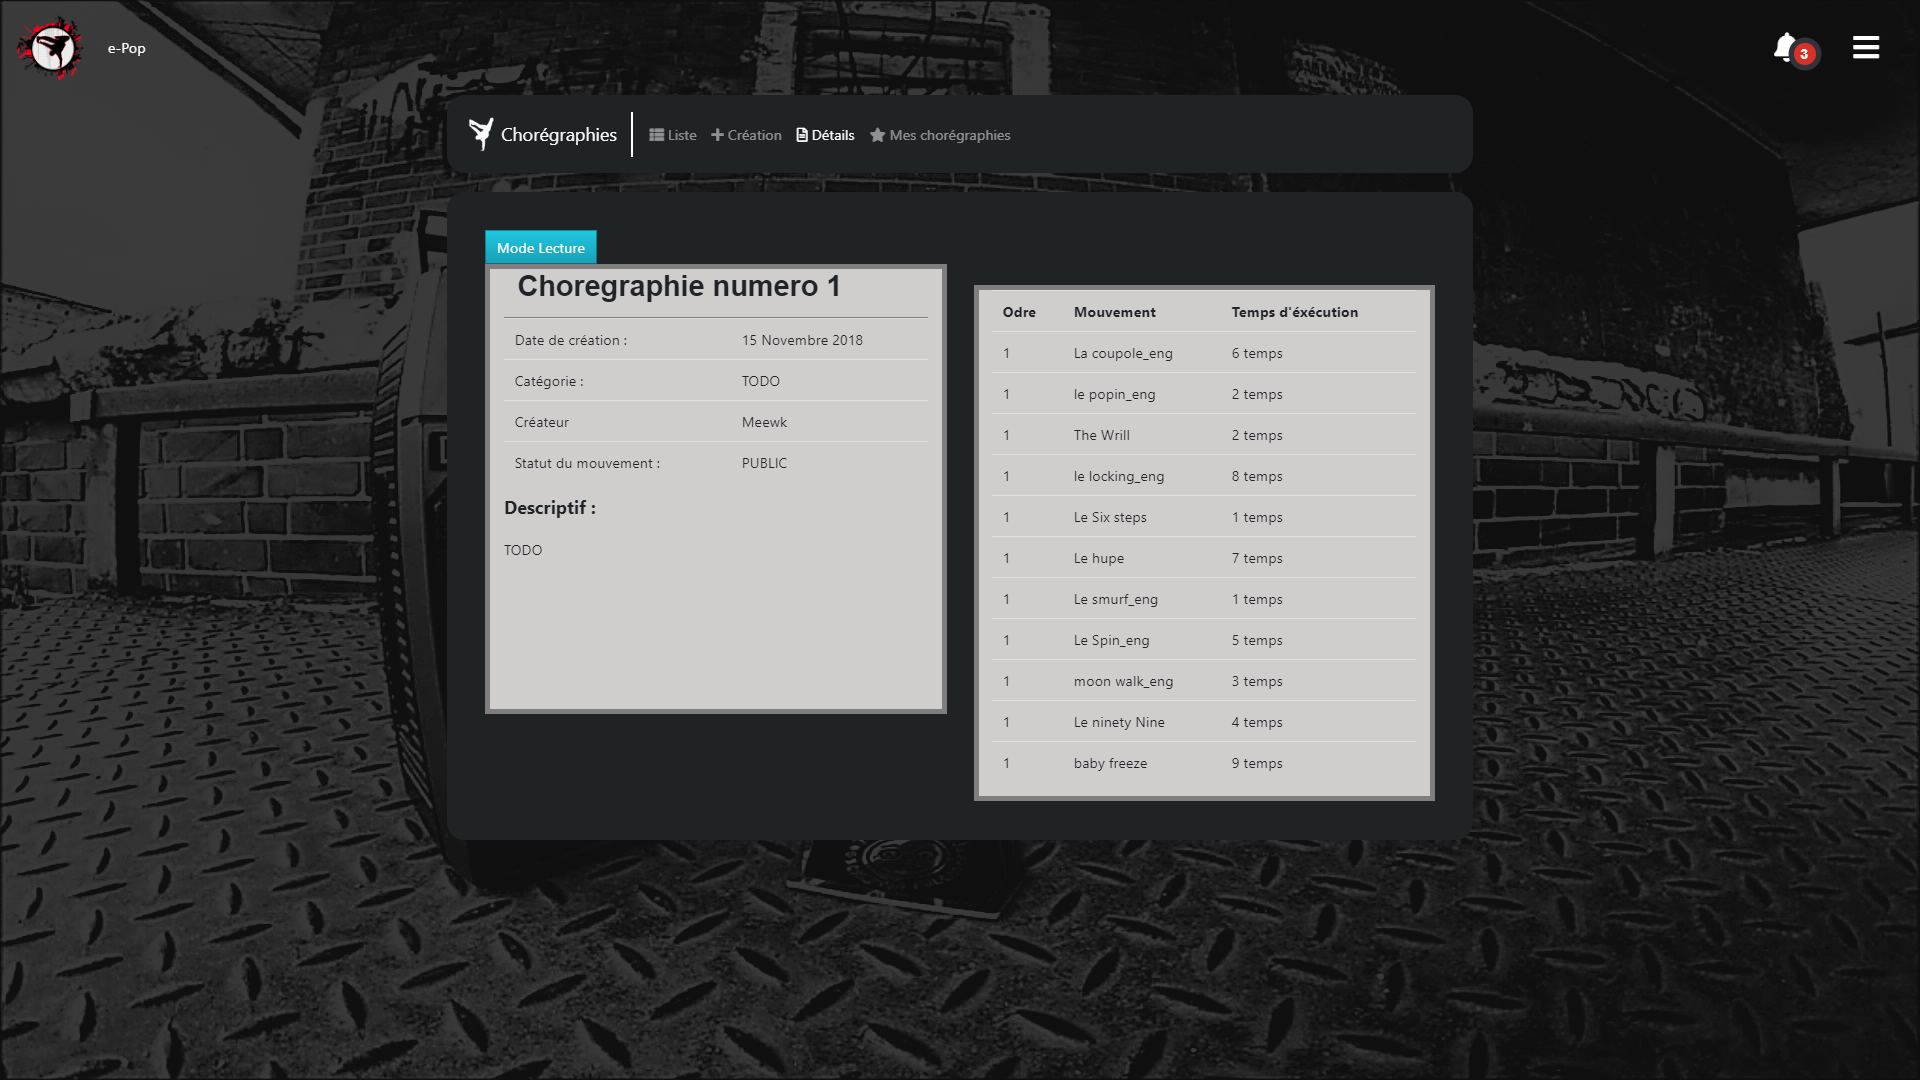 e-Pop
3
Chorégraphies Liste Création Détails Mes chorégraphies
Mode Lecture
Choregraphie numero 1
Date de création : 15 Novembre 2018
Catégorie : TODO
Créateur Meewk
Statut du mouvement : PUBLIC
Descriptif :
TODO
Odre Mouvement Temps d'éxécution
1 La coupole_eng 6 temps
1 le popin_eng 2 temps
1 The Wrill 2 temps
1 le locking_eng 8 temps
1 Le Six steps 1 temps
1 Le hupe 7 temps
1 Le smurf_eng 1 temps
1 Le Spin_eng 5 temps
1 moon walk_eng 3 temps
1 Le ninety Nine 4 temps
1 baby freeze 9 temps